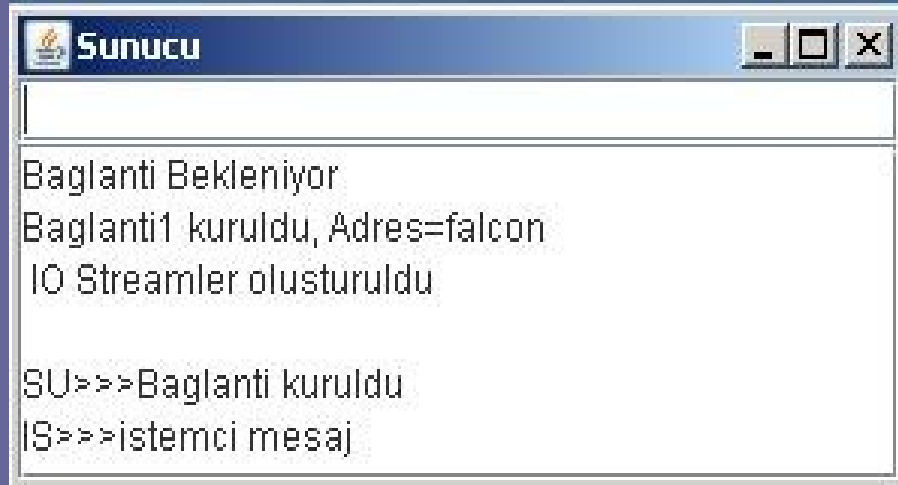 Sunucu
Baglanti Bekleniyor
Baglanti1 kuruldu, Adres=falcon
IO Streamler olusturuldu
SU>>>Baglanti kuruldu
IS>>>istemci mesaj